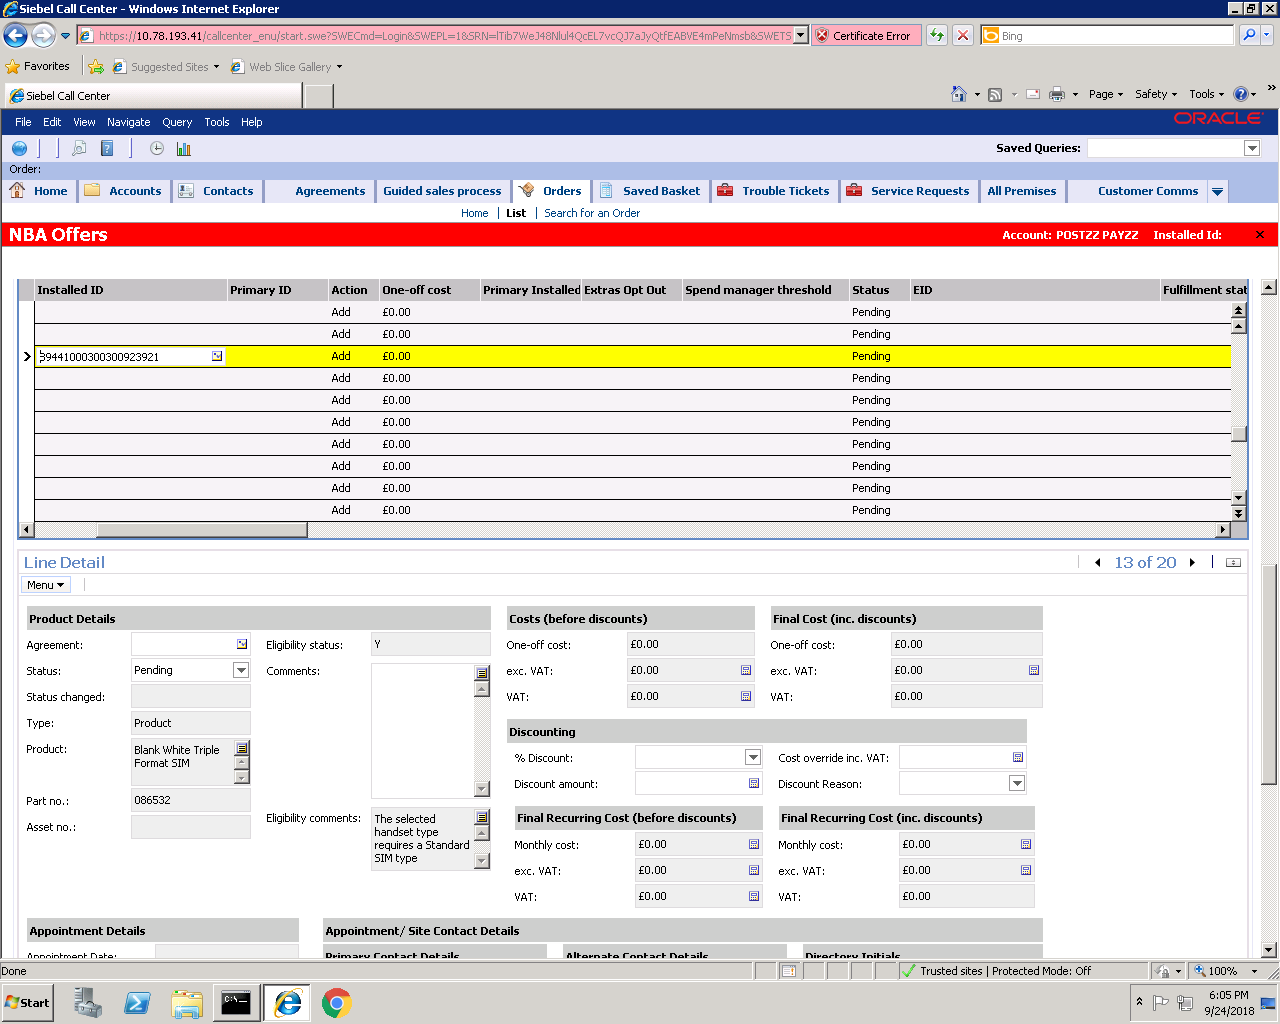 Siebel Call Center - Windows Internet Explorer
https://10.78.193.41/callcenter_enu/start.swe?SWECmd=Login&SWEPL=1&SRN=
Certificate Error
Bing
Favorites
Suggested Sites
Web Slice Gallery
Siebel Call Center
Page
Safety
Tools
File Edit View Navigate Query Tools Help
ORACLE
Saved Queries:
Order:
Home Accounts Contacts Agreements Guided sales process Orders Saved Basket Trouble Tickets Service Requests All Premises Customer Comms
Home | List | Search for an Order
NBA Offers
Account: POSTZZ PAYZZ Installed Id:
Installed ID Primary ID Action One-off cost Primary Installed Extras Opt Out Spend manager threshold Status EID Fulfillment stat
Add £0.00 Pending
Add £0.00 Pending
39441000300300923921 Add £0.00 Pending
Add £0.00 Pending
Add £0.00 Pending
Add £0.00 Pending
Add £0.00 Pending
Add £0.00 Pending
Add £0.00 Pending
Add £0.00 Pending
Line Detail
13 of 20
Menu
Product Details
Agreement:
Status: Pending
Status changed:
Type: Product
Product: Blank White Triple
Format SIM
Part no.: 086532
Asset no.:
Eligibility status: Y
Comments:
Eligibility comments: The selected
handset type
requires a Standard
SIM type
Costs (before discounts)
One-off cost: £0.00
exc. VAT: £0.00
VAT: £0.00
Final Cost (inc. discounts)
One-off cost: £0.00
exc. VAT: £0.00
VAT: £0.00
Discounting
% Discount:
Cost override inc. VAT:
Discount amount:
Discount Reason:
Final Recurring Cost (before discounts)
Monthly cost: £0.00
exc. VAT: £0.00
VAT: £0.00
Final Recurring Cost (inc. discounts)
Monthly cost: £0.00
exc. VAT: £0.00
VAT: £0.00
Appointment Details
Appointment Date:
Appointment/ Site Contact Details
Primary Contact Details
Alternate Contact Details
Directory Initials
Done
Trusted sites | Protected Mode: Off
100%
Start
C:\
6:05 PM
9/24/2018